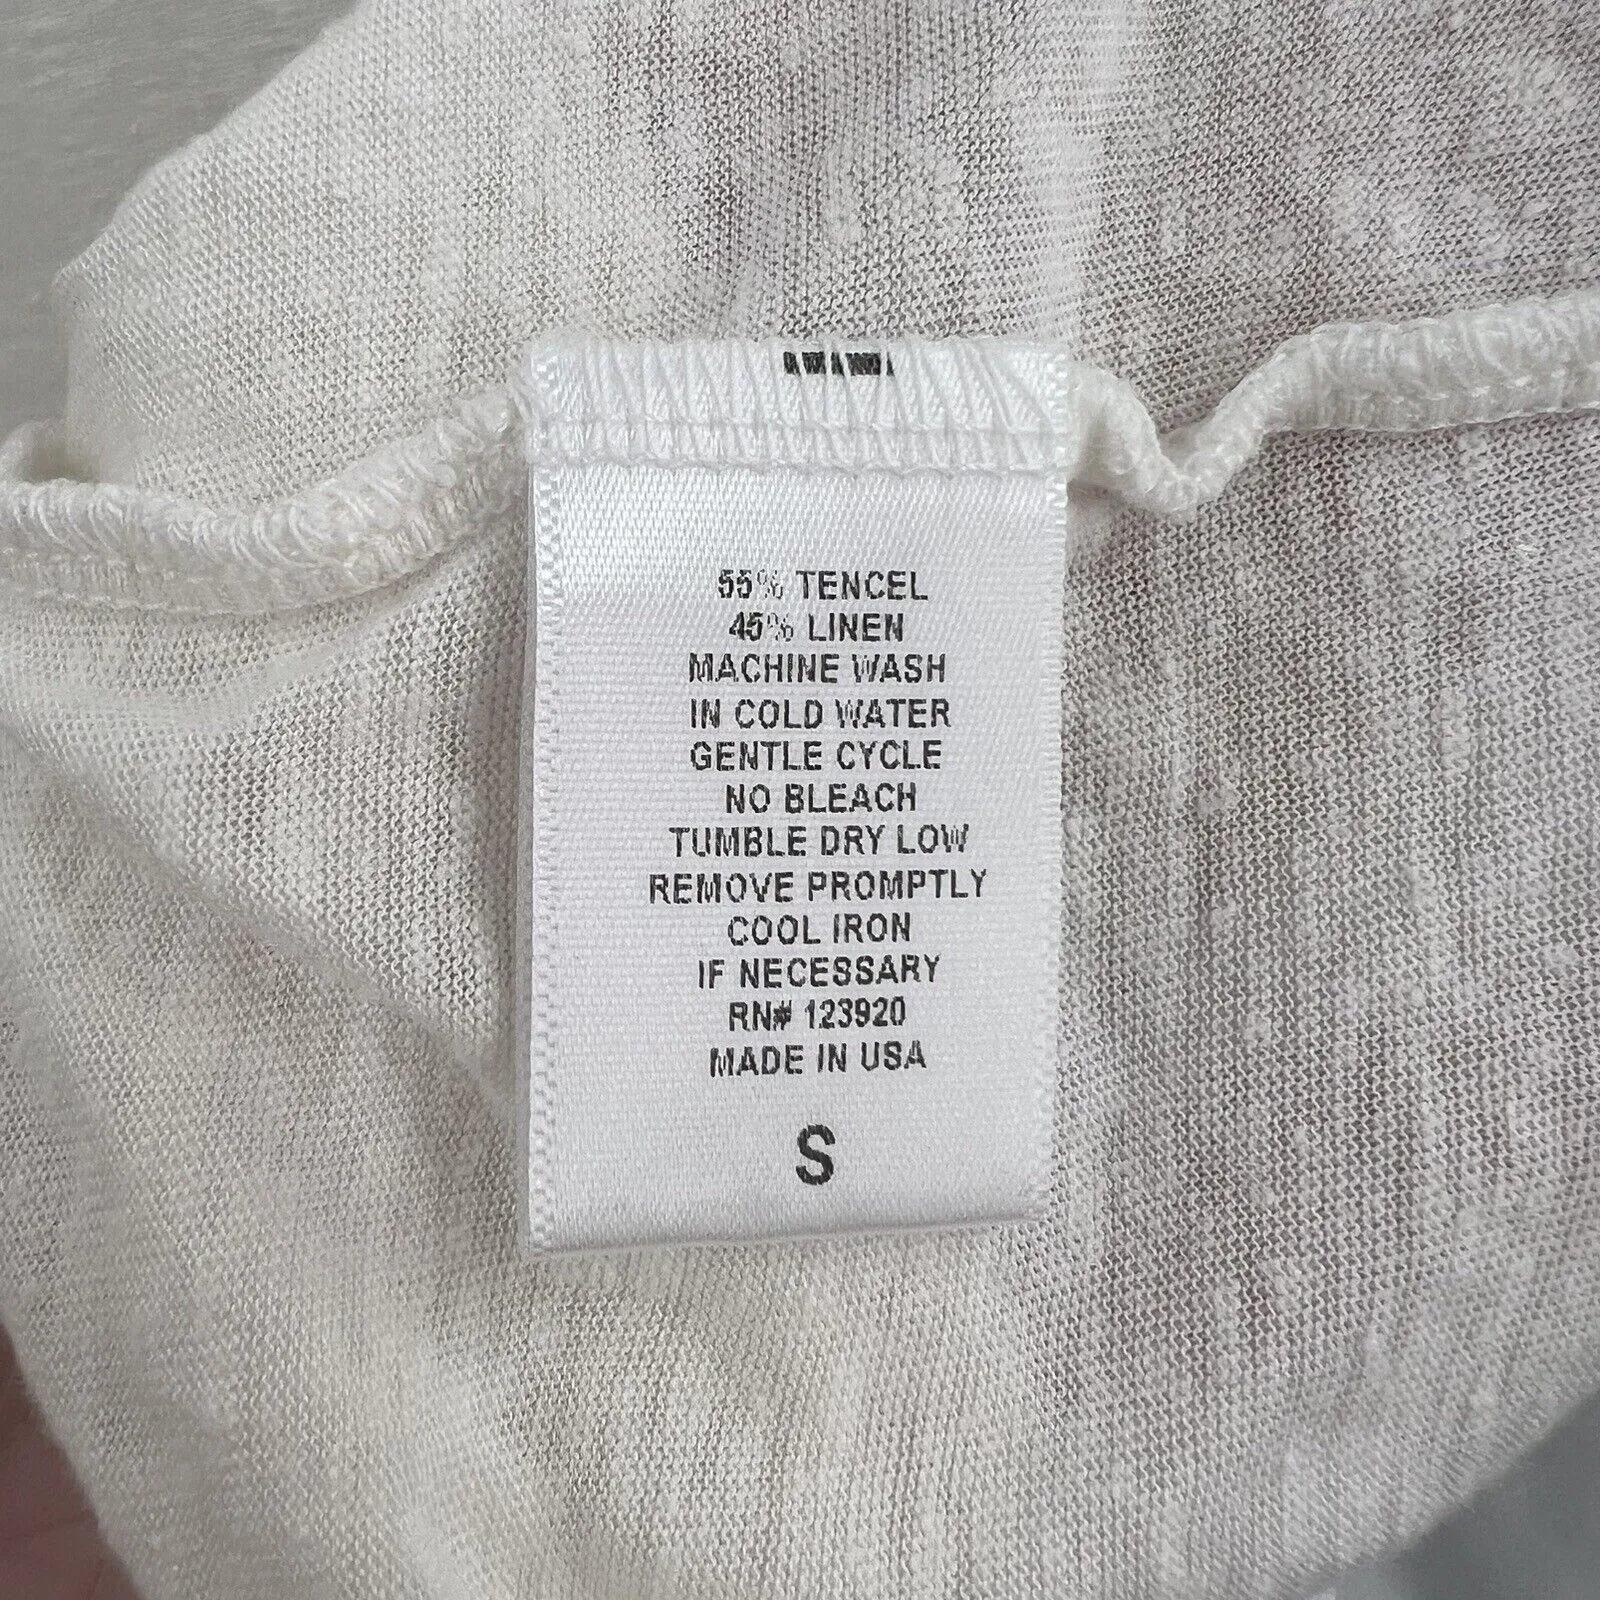 55% TENCEL
45% LINEN
MACHINE WASH
IN COLD WATER
GENTLE CYCLE
NO BLEACH
TUMBLE DRY LOW
REMOVE PROMPTLY
COOL IRON
IF NECESSARY
RN# 123920
MADE IN USA
S